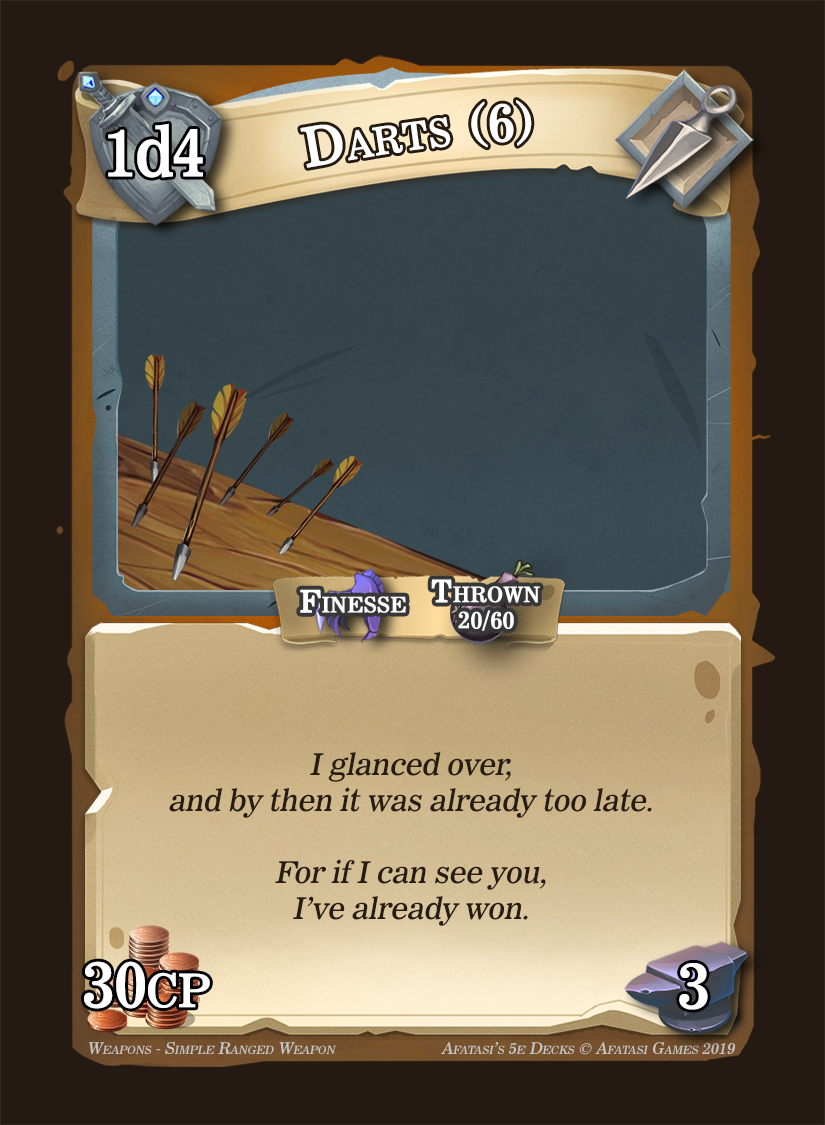 1d4
Darts (6)
Finesse
Thrown
20/60
I glanced over,
and by then it was already too late.
For if I can see you,
I've already won.
30CP
3
Weapons - Simple Ranged Weapon
Afatasi's 5e Decks © Afatasi Games 2019